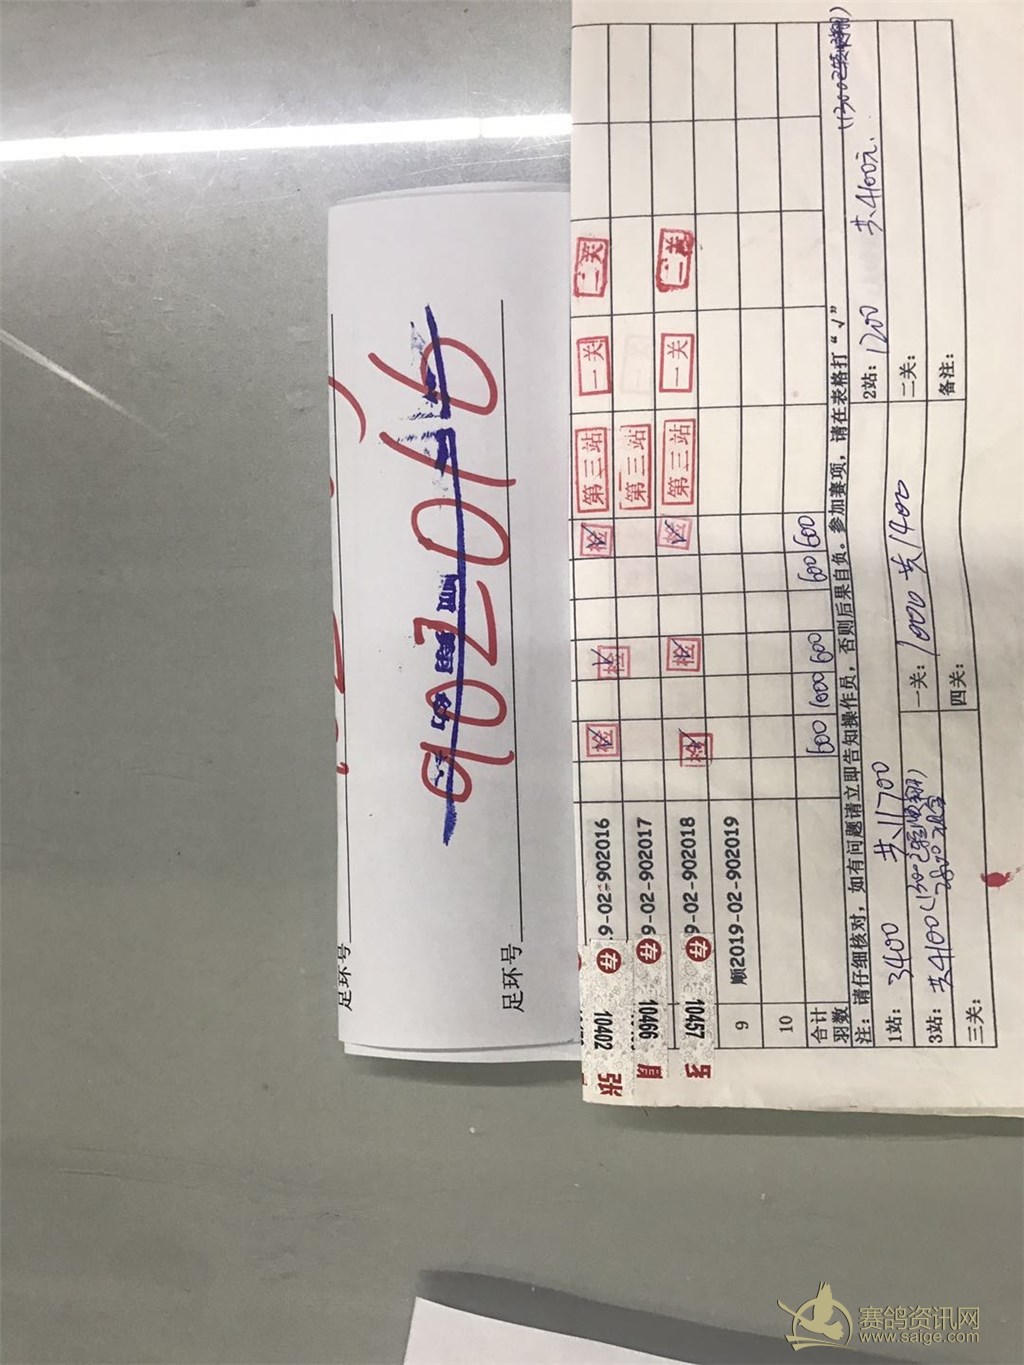 足环号
足环号
902016
10402 9-02-902016 检 检 检 第三站 一关 二关
10466 9-02-902017 第三站
10457 9-02-902018 检 检 检 第三站 一关 二关
9 顺2019-02-902019
10
合计羽数 600 1000 600 600 600
注：请仔细核对，如有问题请立即告知操作员，否则后果自负。参加赛项，请在表格打“√”
1站： 3400 共11700
2站： 1200 共4100元
3站： 共4100
一关： 1000 共1400
二关：
三关：
四关：
备注：
赛鸽资讯网
www.saige.com